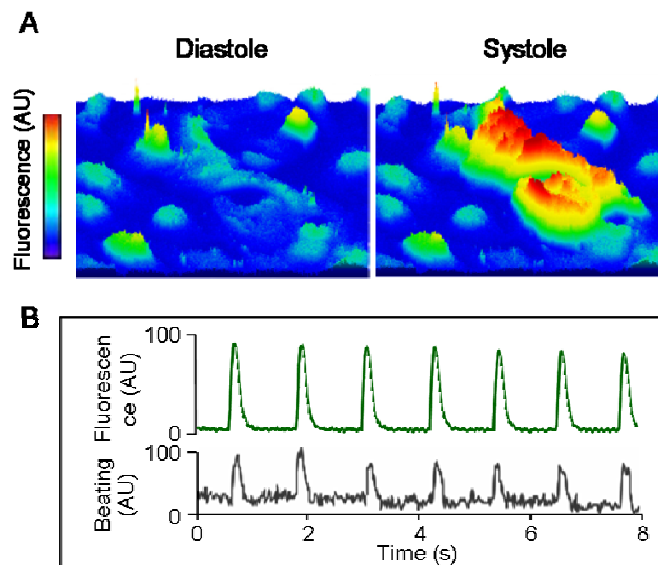 A
Diastole
Systole
Fluorescence (AU)
B
100
Fluorescen
ce (AU)
0
100
Beating
(AU)
0
0
2
4
6
8
Time (s)